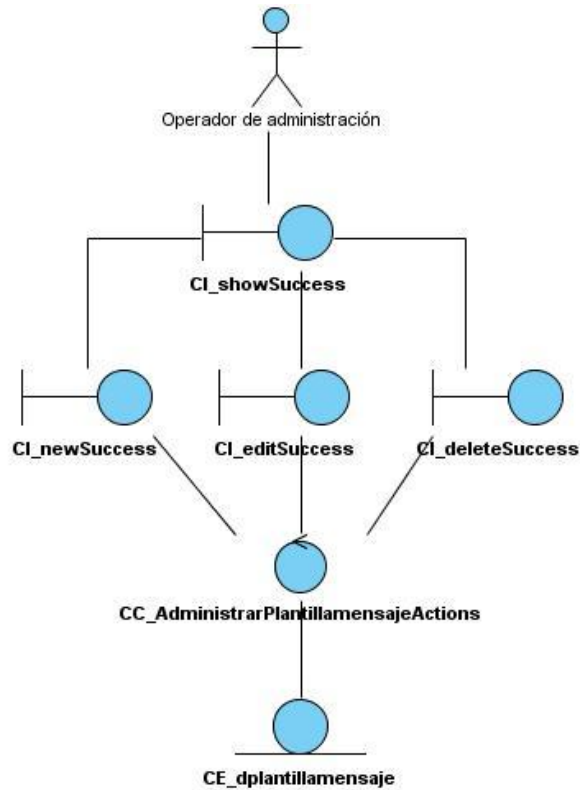 Operador de administración
CI_showSuccess
CI_newSuccess
CI_editSuccess
CI_deleteSuccess
CC_AdministrarPlantillamensajeActions
CE_dplantillamensaje